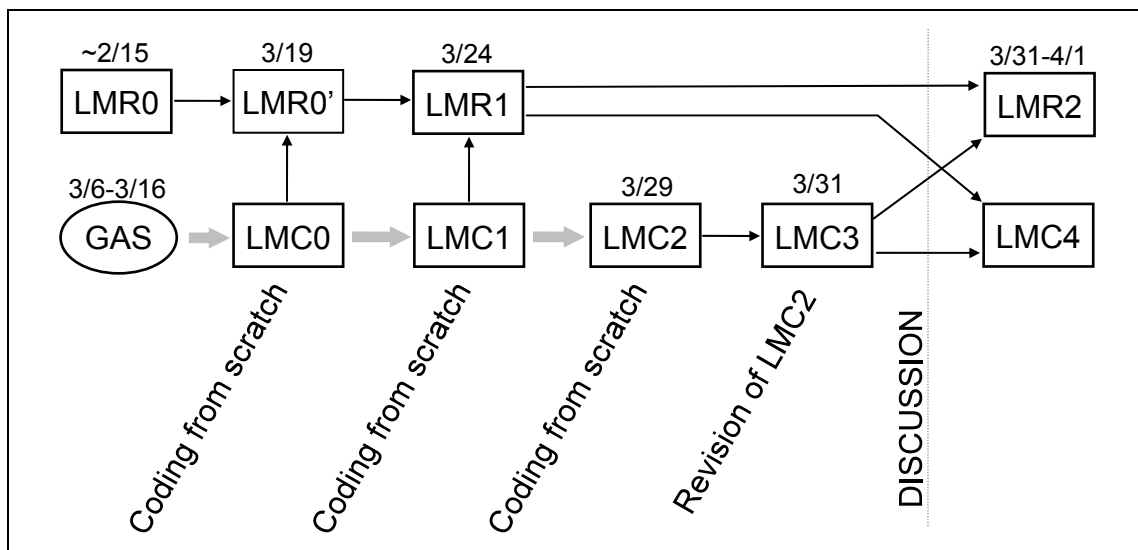 ~2/15
3/19
3/24
3/31-4/1
LMR0
LMR0’
LMR1
LMR2
3/6-3/16
3/29
3/31
GAS
LMC0
LMC1
LMC2
LMC3
LMC4
Coding from scratch
Coding from scratch
Coding from scratch
Revision of LMC2
DISCUSSION